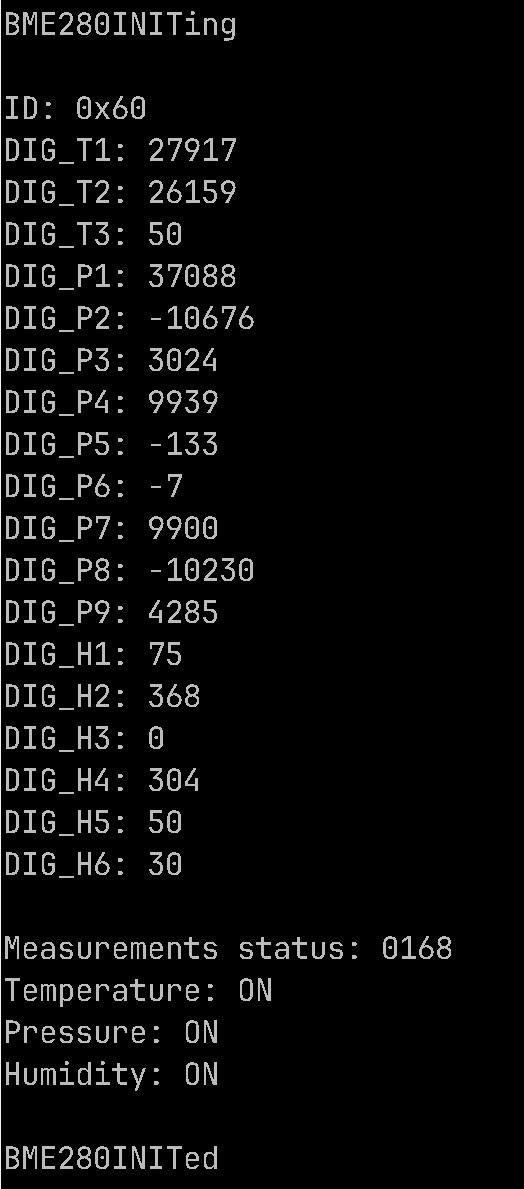 BME280INITing
ID: 0x60
DIG_T1: 27917
DIG_T2: 26159
DIG_T3: 50
DIG_P1: 37088
DIG_P2: -10676
DIG_P3: 3024
DIG_P4: 9939
DIG_P5: -133
DIG_P6: -7
DIG_P7: 9900
DIG_P8: -10230
DIG_P9: 4285
DIG_H1: 75
DIG_H2: 368
DIG_H3: 0
DIG_H4: 304
DIG_H5: 50
DIG_H6: 30
Measurements status: 0168
Temperature: ON
Pressure: ON
Humidity: ON
BME280INITed